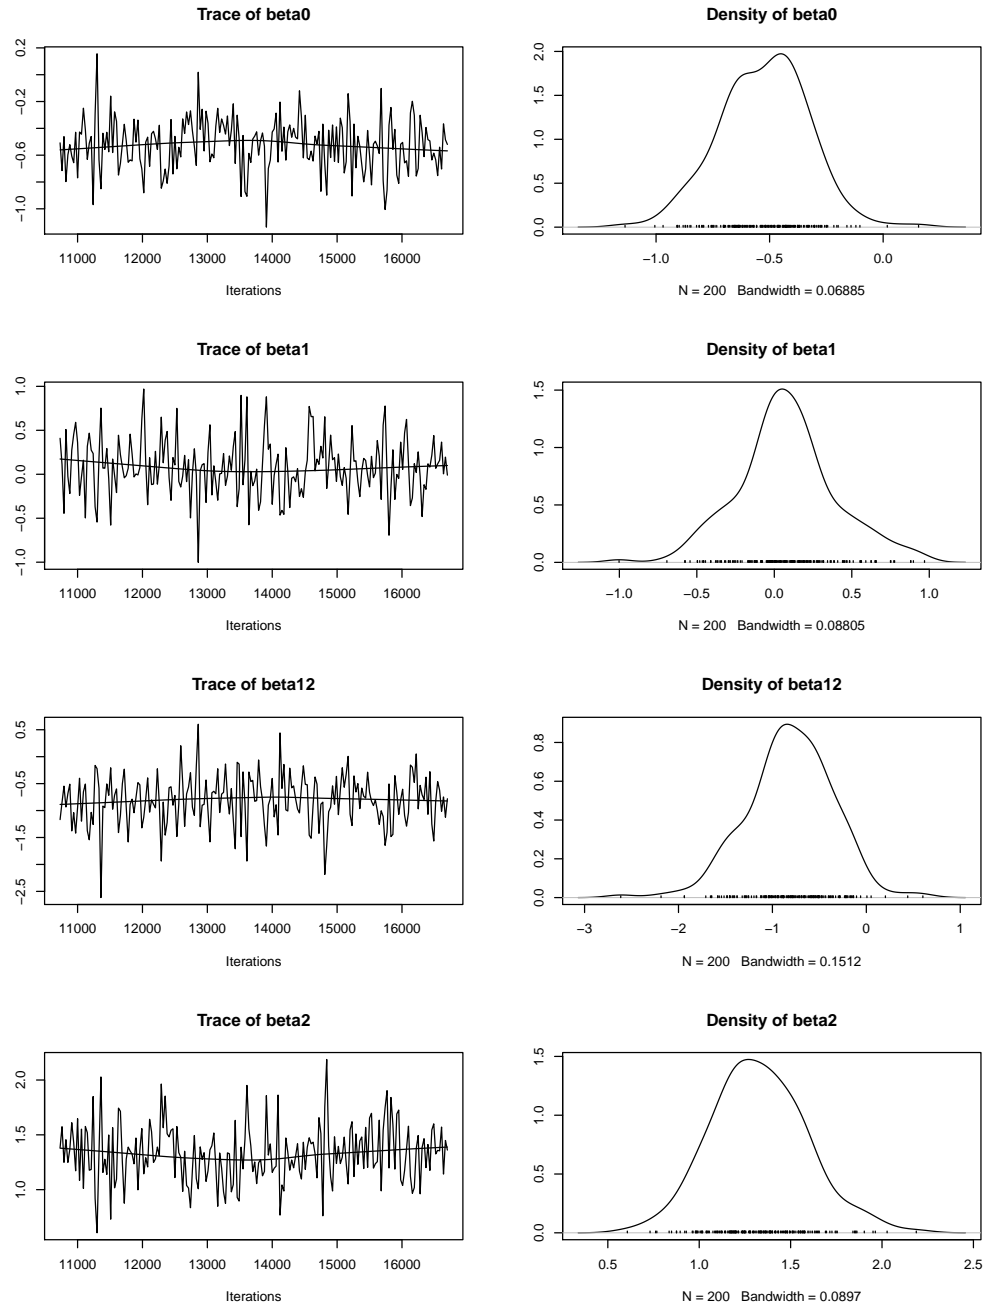 Trace of beta0
0.2
−0.2
−0.6
−1.0
11000 12000 13000 14000 15000 16000
Iterations
Density of beta0
2.0
1.5
1.0
0.5
0.0
−1.0 −0.5 0.0
N = 200 Bandwidth = 0.06885
Trace of beta1
1.0
0.5
0.0
−0.5
−1.0
11000 12000 13000 14000 15000 16000
Iterations
Density of beta1
1.5
1.0
0.5
0.0
−1.0 −0.5 0.0 0.5 1.0
N = 200 Bandwidth = 0.08805
Trace of beta12
0.5
−0.5
−1.5
−2.5
11000 12000 13000 14000 15000 16000
Iterations
Density of beta12
0.8
0.6
0.4
0.2
0.0
−3 −2 −1 0 1
N = 200 Bandwidth = 0.1512
Trace of beta2
2.0
1.5
1.0
11000 12000 13000 14000 15000 16000
Iterations
Density of beta2
1.5
1.0
0.5
0.0
0.5 1.0 1.5 2.0 2.5
N = 200 Bandwidth = 0.0897